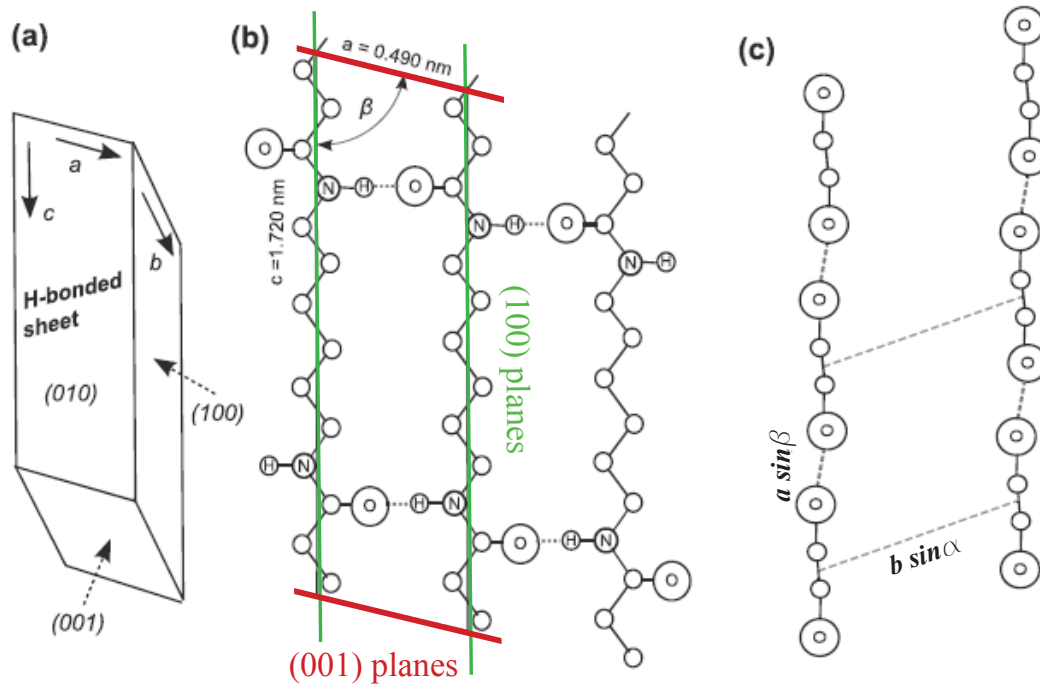 (a)
a
c
b
H-bonded
sheet
(010)
(100)
(001)
(b)
a = 0.490 nm
β
O
N H O
c =1.720 nm
N H O
N H
(100) planes
H N
O H N
O H N
O
(001) planes
(c)
O
O
O
O
O
O
O
O
O
O
a sinβ
b sinα